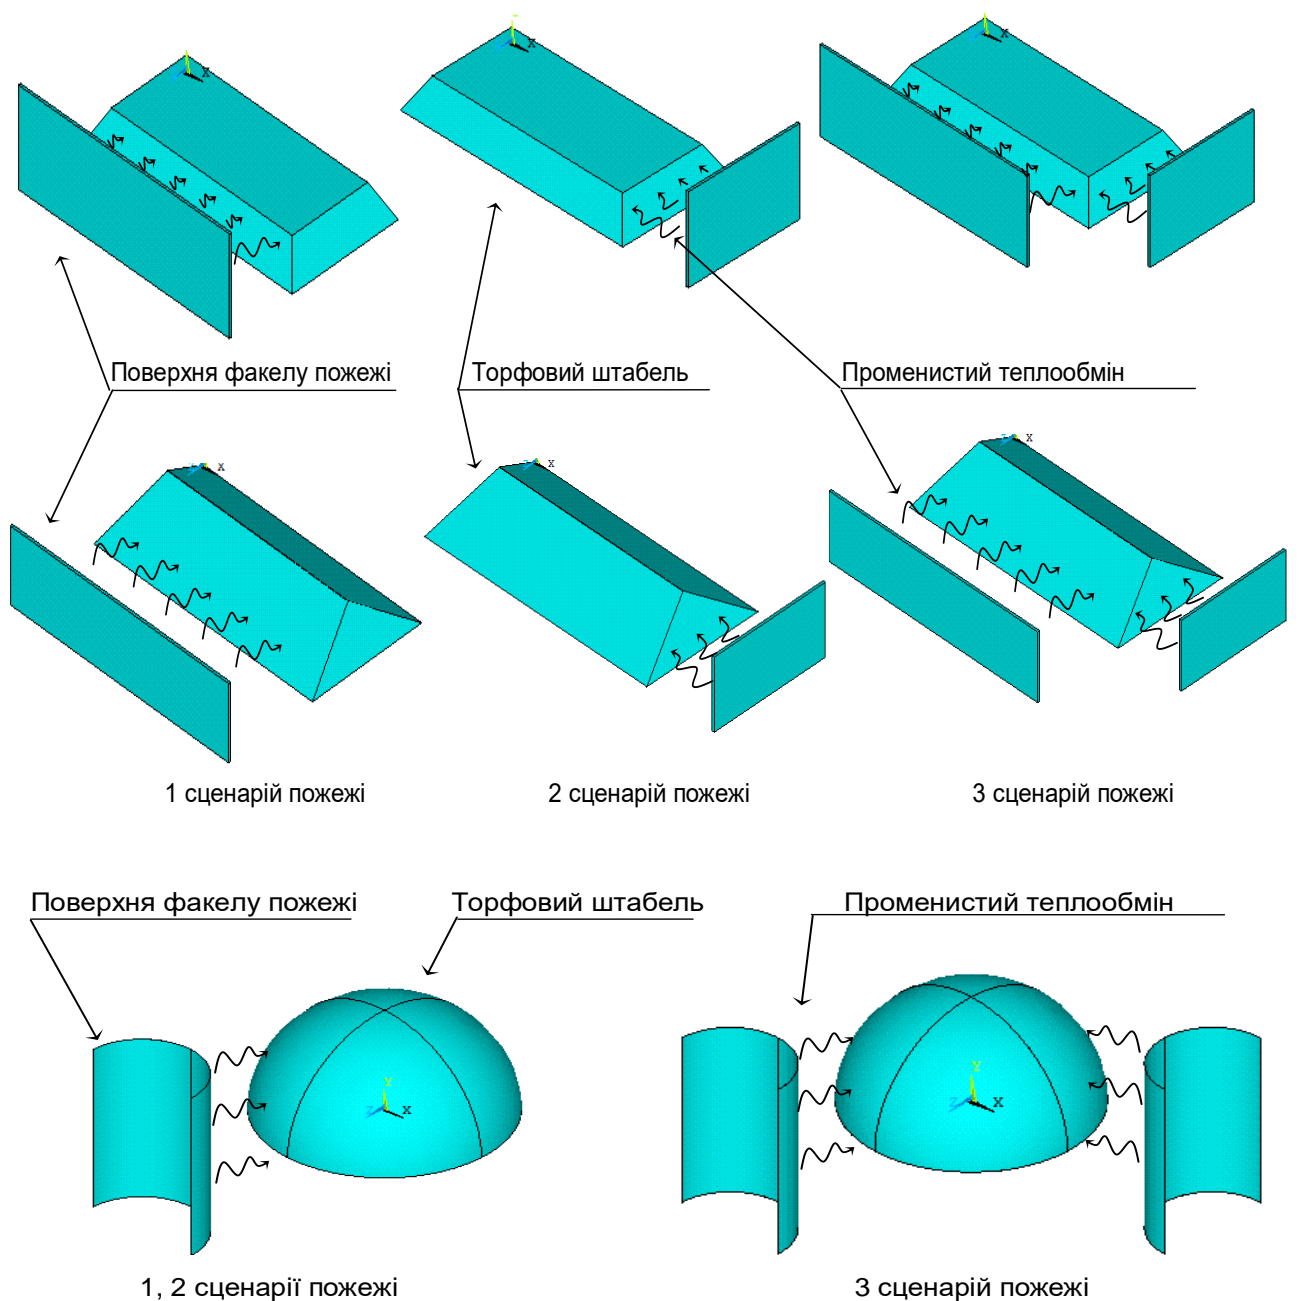 X
X
X
Поверхня факелу пожежі
Торфовий штабель
Променистий теплообмін
Z X
Z X
Z X
1 сценарій пожежі
2 сценарій пожежі
3 сценарій пожежі
Поверхня факелу пожежі
Торфовий штабель
Променистий теплообмін
Y
Z X
Y
Z X
1, 2 сценарії пожежі
3 сценарій пожежі